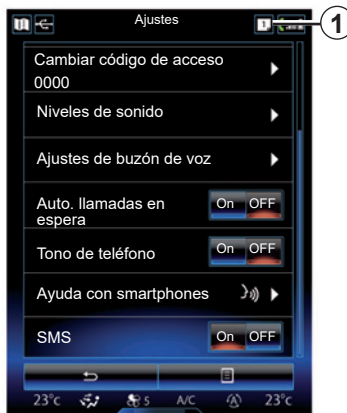 Ajustes
1
1
Cambiar código de acceso
0000
Niveles de sonido
Ajustes de buzón de voz
Auto. llamadas en
espera
On OFF
Tono de teléfono
On OFF
Ayuda con smartphones
SMS
On OFF
23°c 5 A/C A 23°c